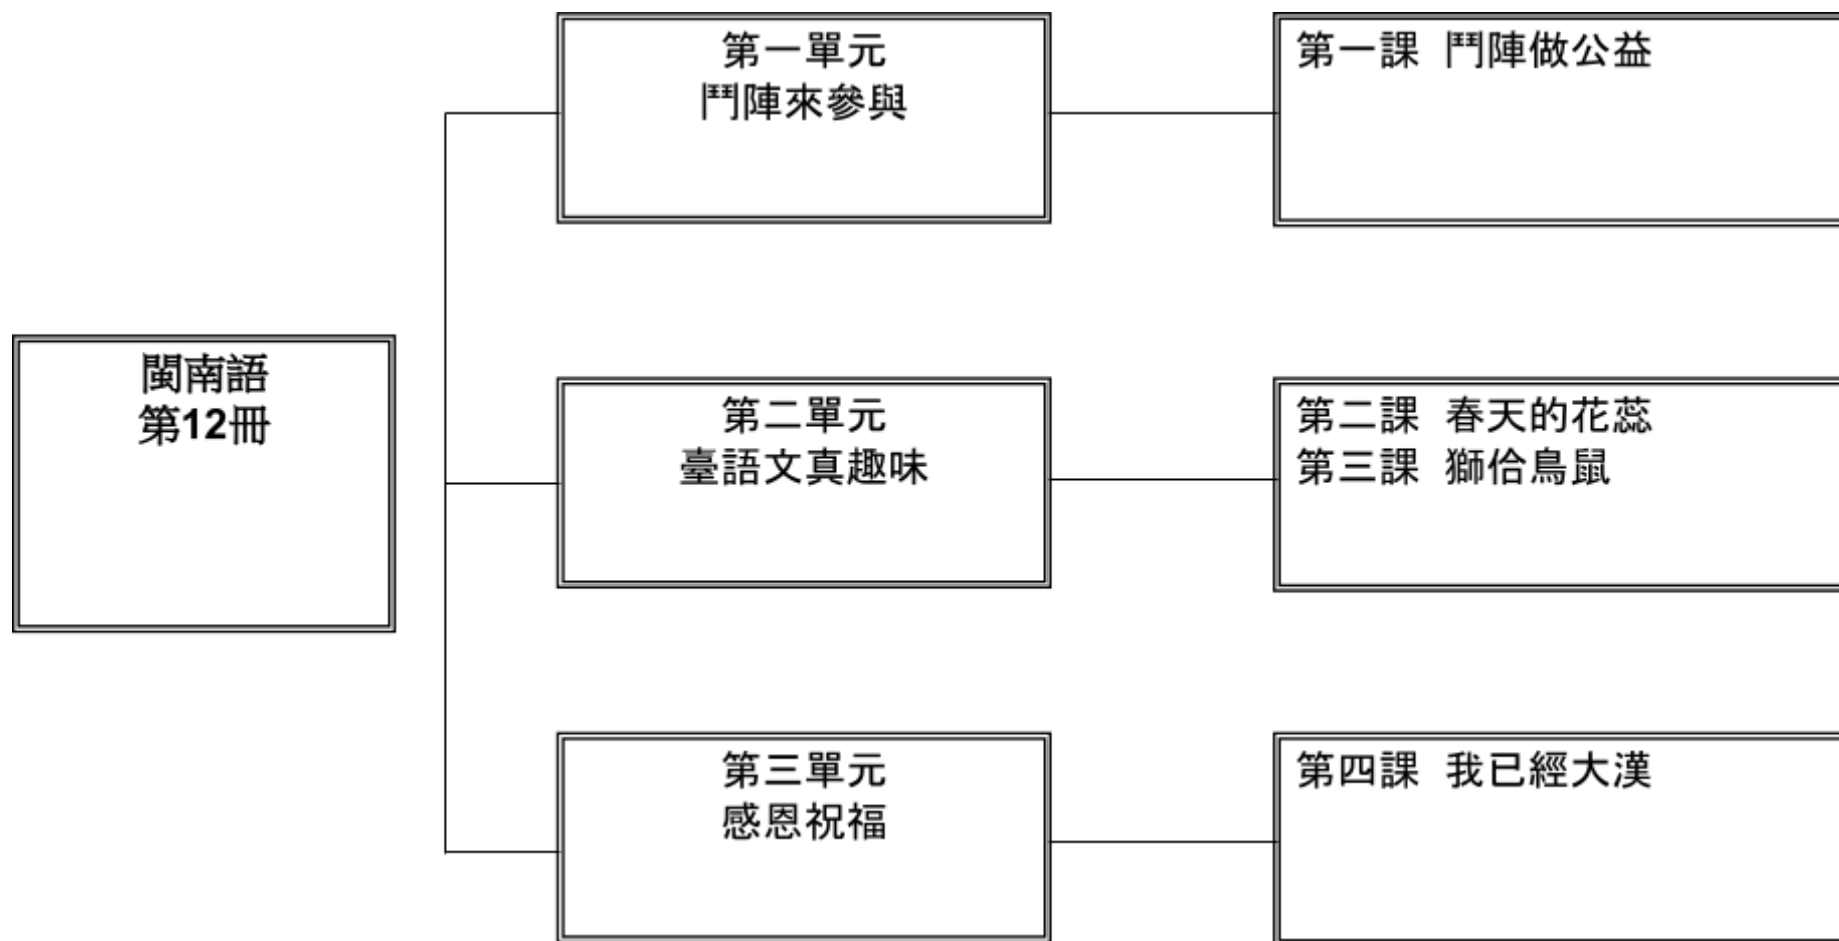 閩南語
第12冊
第一單元
鬥陣來參與
第一課 鬥陣做公益
第二單元
臺語文真趣味
第二課 春天的花蕊
第三課 獅佮鳥鼠
第三單元
感恩祝福
第四課 我已經大漢